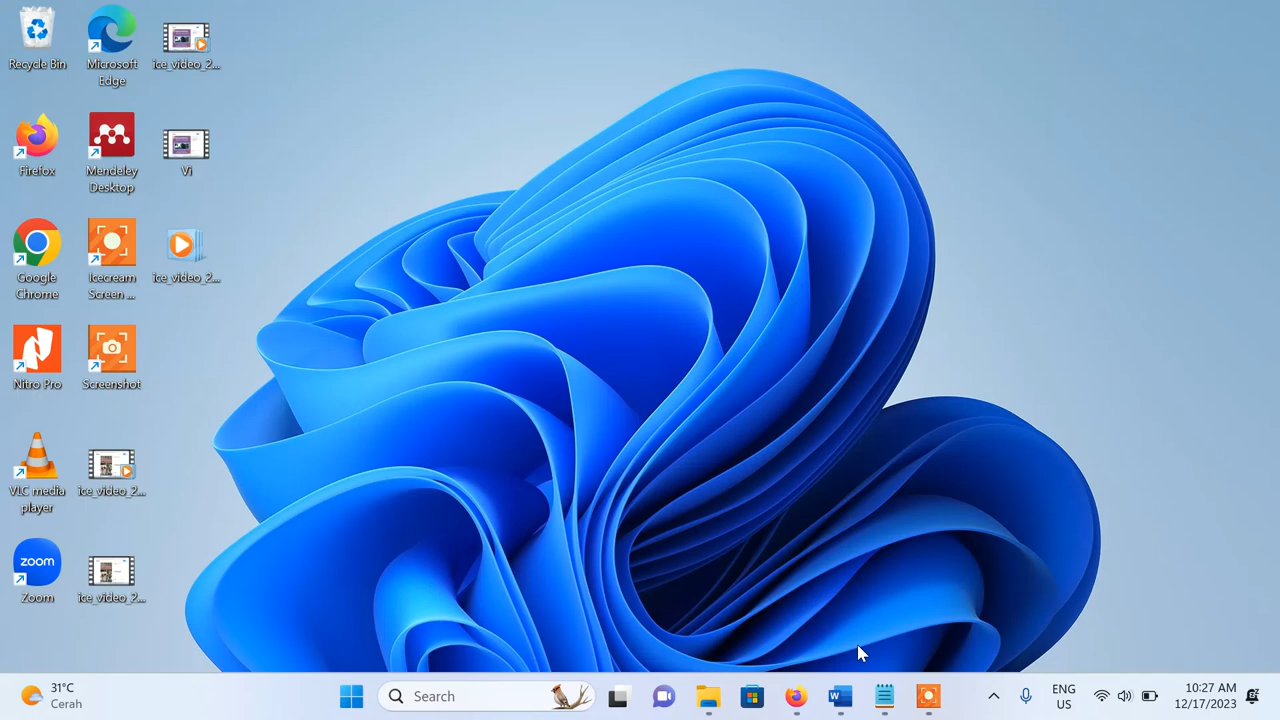 Recycle Bin
Microsoft
Edge
ice_video_2...
Firefox
Mendeley
Desktop
Vi
Google
Chrome
Icecream
Screen ...
ice_video_2...
Nitro Pro
Screenshot
VLC media
player
ice_video_2...
zoom
Zoom
ice_video_2...
31°C
Cerah
Search
W
ENG
US
10:27 AM
12/17/2023